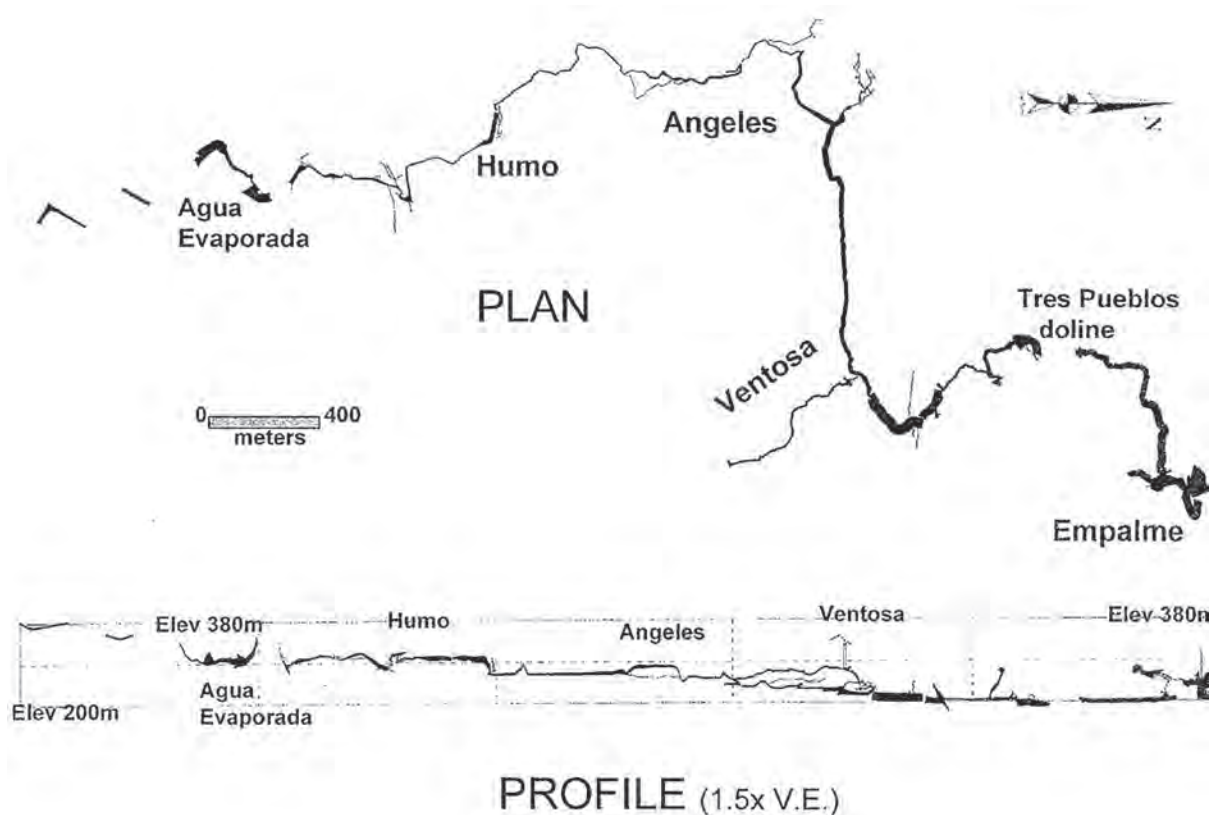 Angeles
Humo
Agua
Evaporada
N
PLAN
Tres Pueblos
doline
Ventosa
0 400
meters
Empalme
Elev 380m
Humo
Angeles
Ventosa
Elev 380m
Agua
Evaporada
Elev 200m
PROFILE (1.5x V.E.)